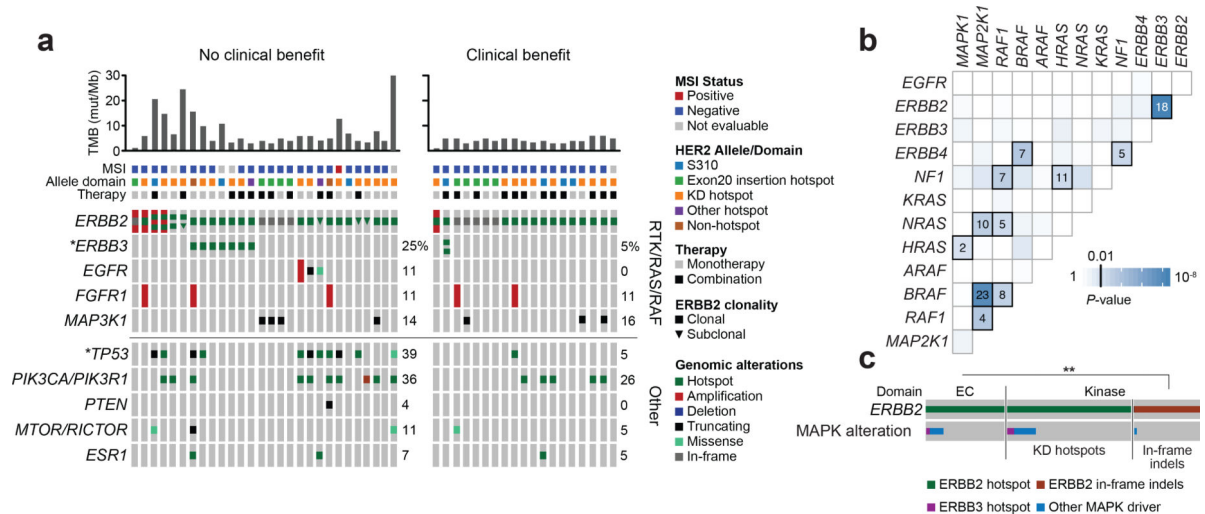 a
No clinical benefit
Clinical benefit
TMB (mut/Mb)
30
20
10
0
MSI
Allele domain
Therapy
ERBB2
*ERBB3 25% 5%
EGFR 11 0
FGFR1 11 11
MAP3K1 14 16
*TP53 39 5
PIK3CA/PIK3R1 36 26
PTEN 4 0
MTOR/RICTOR 11 5
ESR1 7 5
RTK/RAS/RAF
Other
MSI Status
Positive
Negative
Not evaluable
HER2 Allele/Domain
S310
Exon20 insertion hotspot
KD hotspot
Other hotspot
Non-hotspot
Therapy
Monotherapy
Combination
ERBB2 clonality
Clonal
Subclonal
Genomic alterations
Hotspot
Amplification
Deletion
Truncating
Missense
In-frame
b
MAPK1 MAP2K1 RAF1 BRAF ARAF HRAS NRAS KRAS NF1 ERBB4 ERBB3 ERBB2
EGFR
ERBB2 18
ERBB3
ERBB4 7 5
NF1 7 11
KRAS
NRAS 10 5
HRAS 2
ARAF
BRAF 23 8
RAF1 4
MAP2K1
0.01
1 10⁻⁸
P-value
c
**
Domain EC Kinase
ERBB2
MAPK alteration
KD hotspots In-frame indels
ERBB2 hotspot ERBB2 in-frame indels
ERBB3 hotspot Other MAPK driver